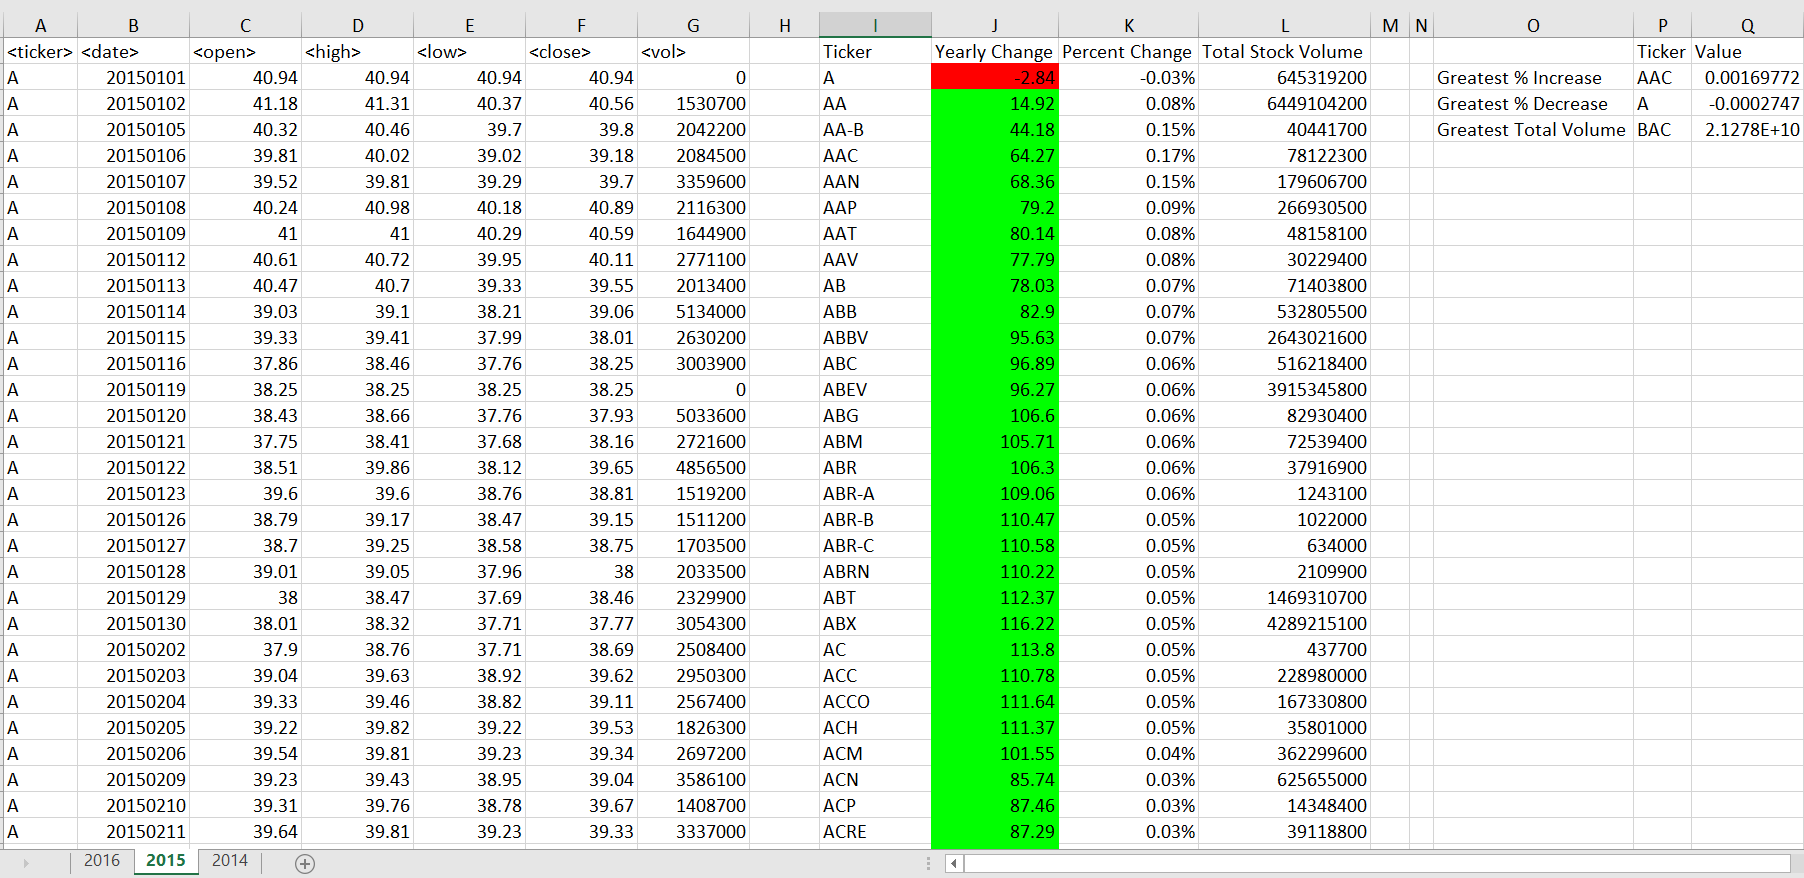 A B C D E F G H I J K L M N O P Q
<ticker> <date> <open> <high> <low> <close> <vol> Ticker Yearly Change Percent Change Total Stock Volume Ticker Value
A 20150101 40.94 40.94 40.94 40.94 0 A -2.84 -0.03% 645319200 Greatest % Increase AAC 0.00169772
A 20150102 41.18 41.31 40.37 40.56 1530700 AA 14.92 0.08% 6449104200 Greatest % Decrease A -0.0002747
A 20150105 40.32 40.46 39.7 39.8 2042200 AA-B 44.18 0.15% 40441700 Greatest Total Volume BAC 2.1278E+10
A 20150106 39.81 40.02 39.02 39.18 2084500 AAC 64.27 0.17% 78122300
A 20150107 39.52 39.81 39.29 39.7 3359600 AAN 68.36 0.15% 179606700
A 20150108 40.24 40.98 40.18 40.89 2116300 AAP 79.2 0.09% 266930500
A 20150109 41 41 40.29 40.59 1644900 AAT 80.14 0.08% 48158100
A 20150112 40.61 40.72 39.95 40.11 2771100 AAV 77.79 0.08% 30229400
A 20150113 40.47 40.7 39.33 39.55 2013400 AB 78.03 0.07% 71403800
A 20150114 39.03 39.1 38.21 39.06 5134000 ABB 82.9 0.07% 532805500
A 20150115 39.33 39.41 37.99 38.01 2630200 ABBV 95.63 0.07% 2643021600
A 20150116 37.86 38.46 37.76 38.25 3003900 ABC 96.89 0.06% 516218400
A 20150119 38.25 38.25 38.25 38.25 0 ABEV 96.27 0.06% 3915345800
A 20150120 38.43 38.66 37.76 37.93 5033600 ABG 106.6 0.06% 82930400
A 20150121 37.75 38.41 37.68 38.16 2721600 ABM 105.71 0.06% 72539400
A 20150122 38.51 39.86 38.12 39.65 4856500 ABR 106.3 0.06% 37916900
A 20150123 39.6 39.6 38.76 38.81 1519200 ABR-A 109.06 0.06% 1243100
A 20150126 38.79 39.17 38.47 39.15 1511200 ABR-B 110.47 0.05% 1022000
A 20150127 38.7 39.25 38.58 38.75 1703500 ABR-C 110.58 0.05% 634000
A 20150128 39.01 39.05 37.96 38 2033500 ABRN 110.22 0.05% 2109900
A 20150129 38 38.47 37.69 38.46 2329900 ABT 112.37 0.05% 1469310700
A 20150130 38.01 38.32 37.71 37.77 3054300 ABX 116.22 0.05% 4289215100
A 20150202 37.9 38.76 37.71 38.69 2508400 AC 113.8 0.05% 437700
A 20150203 39.04 39.63 38.92 39.62 2950300 ACC 110.78 0.05% 228980000
A 20150204 39.33 39.46 38.82 39.11 2567400 ACCO 111.64 0.05% 167330800
A 20150205 39.22 39.82 39.22 39.53 1826300 ACH 111.37 0.05% 35801000
A 20150206 39.54 39.81 39.23 39.34 2697200 ACM 101.55 0.04% 362299600
A 20150209 39.23 39.43 38.95 39.04 3586100 ACN 85.74 0.03% 625655000
A 20150210 39.31 39.76 38.78 39.67 1408700 ACP 87.46 0.03% 14348400
A 20150211 39.64 39.81 39.23 39.33 3337000 ACRE 87.29 0.03% 39118800
2016 2015 2014